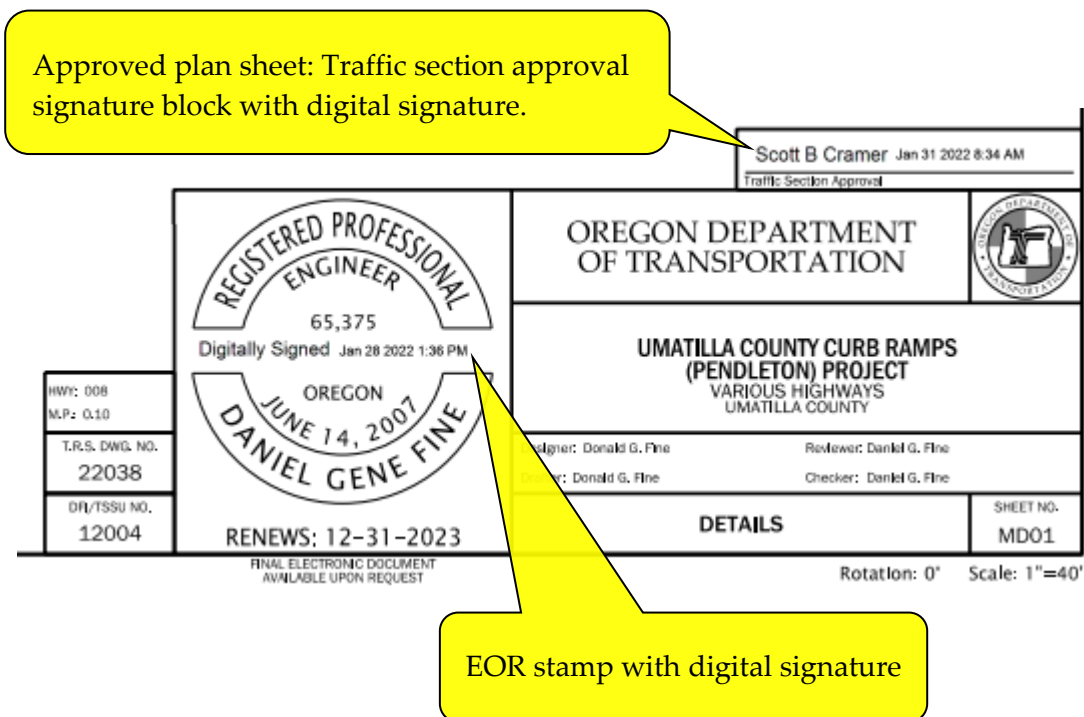 Approved plan sheet: Traffic section approval
signature block with digital signature.
Scott B Cramer Jan 31 2022 8:34 AM
Traffic Section Approval
REGISTERED PROFESSIONAL
ENGINEER
65,375
Digitally Signed Jan 28 2022 1:36 PM
OREGON
JUNE 14, 2007
DANIEL GENE FINE
RENEWS: 12-31-2023
FINAL ELECTRONIC DOCUMENT
AVAILABLE UPON REQUEST
HWY: 008
M.P.: 0.10
T.R.S. DWG. NO.
22038
DFI/TSSU NO.
12004
OREGON DEPARTMENT
OF TRANSPORTATION
OREGON DEPARTMENT OF TRANSPORTATION
UMATILLA COUNTY CURB RAMPS
(PENDLETON) PROJECT
VARIOUS HIGHWAYS
UMATILLA COUNTY
Donald G. Fine Reviewer: Daniel G. Fine
Donald G. Fine Checker: Daniel G. Fine
DETAILS
SHEET NO.
MD01
Rotation: 0° Scale: 1"=40'
EOR stamp with digital signature